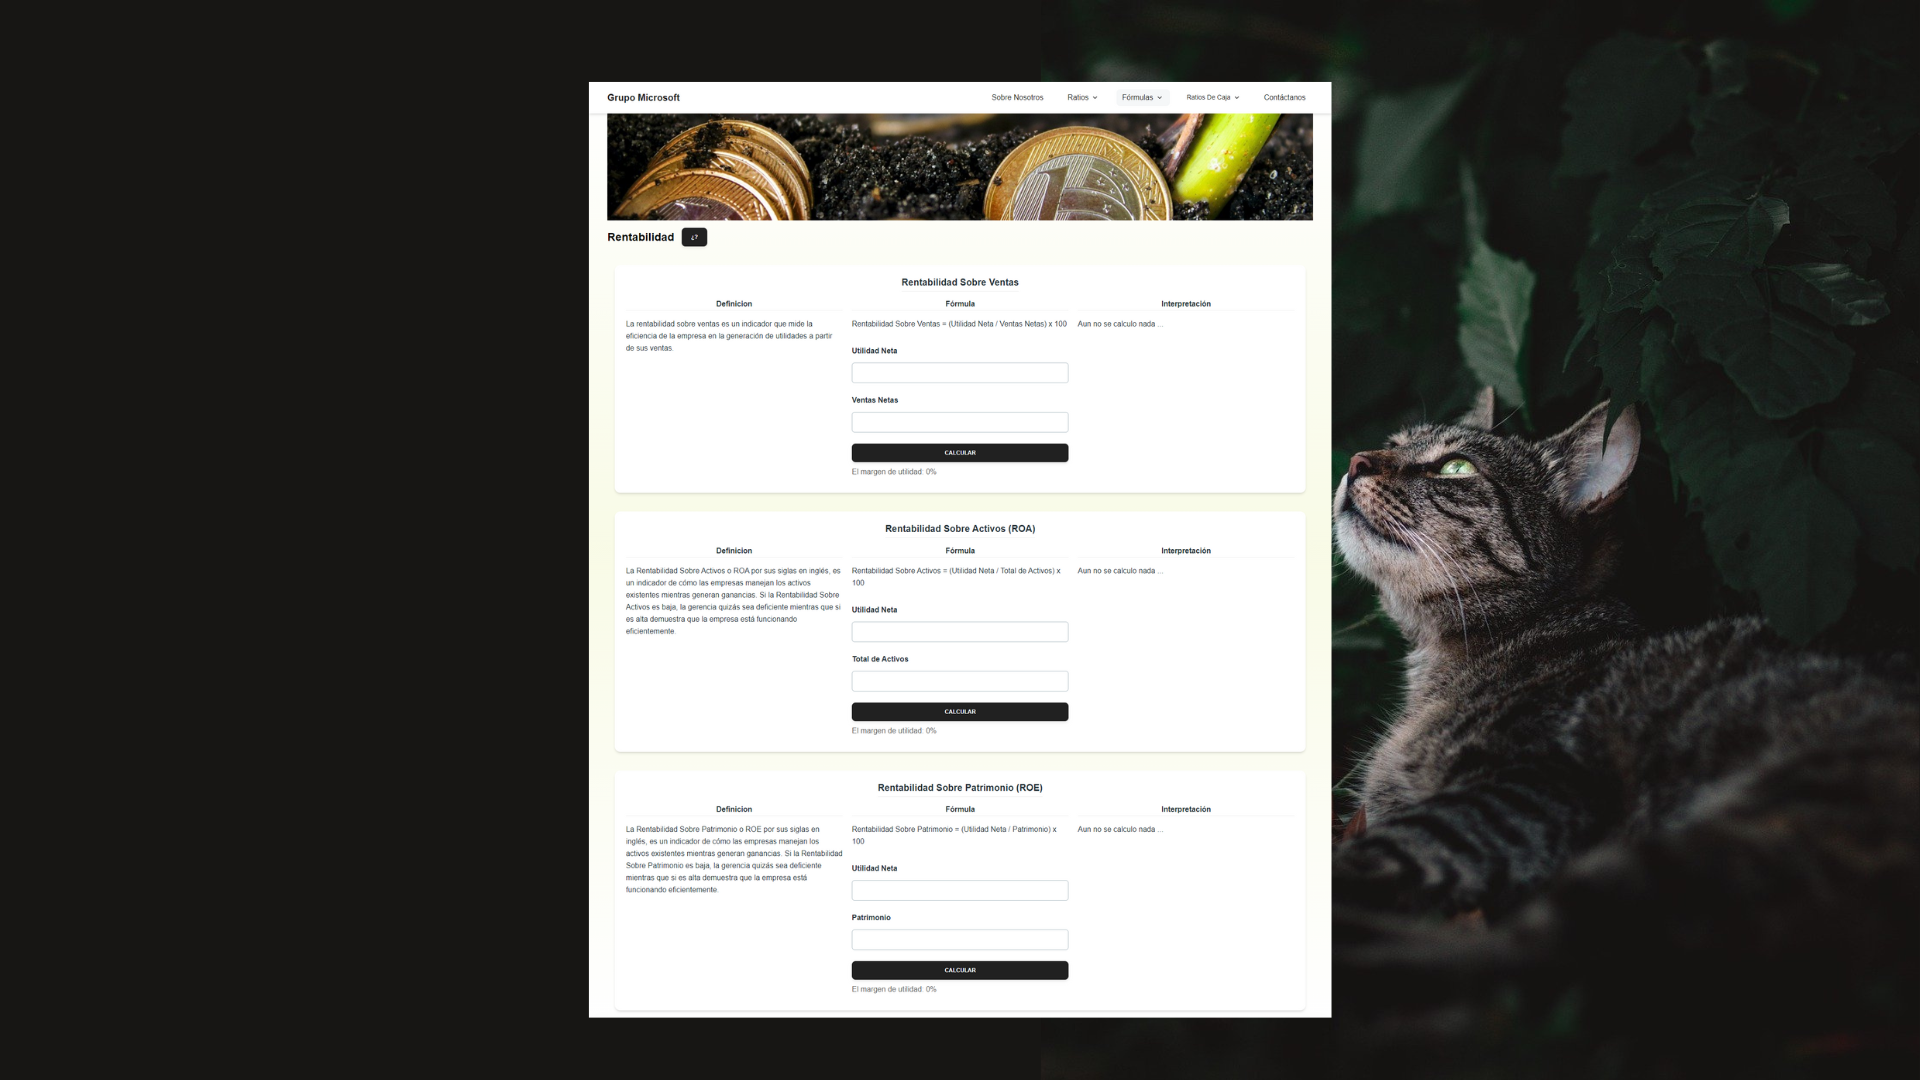 Grupo Microsoft
Sobre Nosotros
Ratios
Fórmulas
Ratios De Caja
Contáctanos
Rentabilidad
¿?
Rentabilidad Sobre Ventas
Definicion
La rentabilidad sobre ventas es un indicador que mide la
eficiencia de la empresa en la generación de utilidades a partir
de sus ventas.
Fórmula
Rentabilidad Sobre Ventas = (Utilidad Neta / Ventas Netas) x 100
Utilidad Neta
Ventas Netas
CALCULAR
El margen de utilidad: 0%
Interpretación
Aun no se calculo nada ...
Rentabilidad Sobre Activos (ROA)
Definicion
La Rentabilidad Sobre Activos o ROA por sus siglas en inglés, es
un indicador de cómo las empresas manejan los activos
existentes mientras generan ganancias. Si la Rentabilidad Sobre
Activos es baja, la gerencia quizás sea deficiente mientras que si
es alta demuestra que la empresa está funcionando
eficientemente.
Fórmula
Rentabilidad Sobre Activos = (Utilidad Neta / Total de Activos) x
100
Utilidad Neta
Total de Activos
CALCULAR
El margen de utilidad: 0%
Interpretación
Aun no se calculo nada ...
Rentabilidad Sobre Patrimonio (ROE)
Definicion
La Rentabilidad Sobre Patrimonio o ROE por sus siglas en
inglés, es un indicador de cómo las empresas manejan los
activos existentes mientras generan ganancias. Si la Rentabilidad
Sobre Patrimonio es baja, la gerencia quizás sea deficiente
mientras que si es alta demuestra que la empresa está
funcionando eficientemente.
Fórmula
Rentabilidad Sobre Patrimonio = (Utilidad Neta / Patrimonio) x
100
Utilidad Neta
Patrimonio
CALCULAR
El margen de utilidad: 0%
Interpretación
Aun no se calculo nada ...